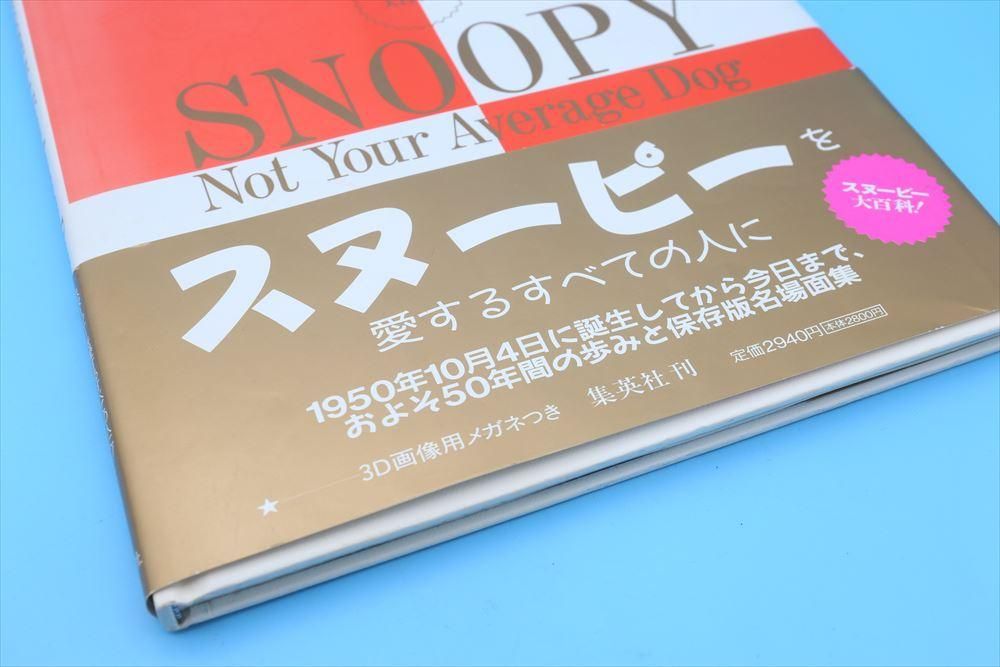 SNOOPY
Not Your Average Dog
スヌーピーを
愛するすべての人に
スヌーピー
大百科!
1950年10月4日に誕生してから今日まで、
およそ50年間の歩みと保存版名場面集
3D画像用メガネつき 集英社刊 定価2940円 本体2800円